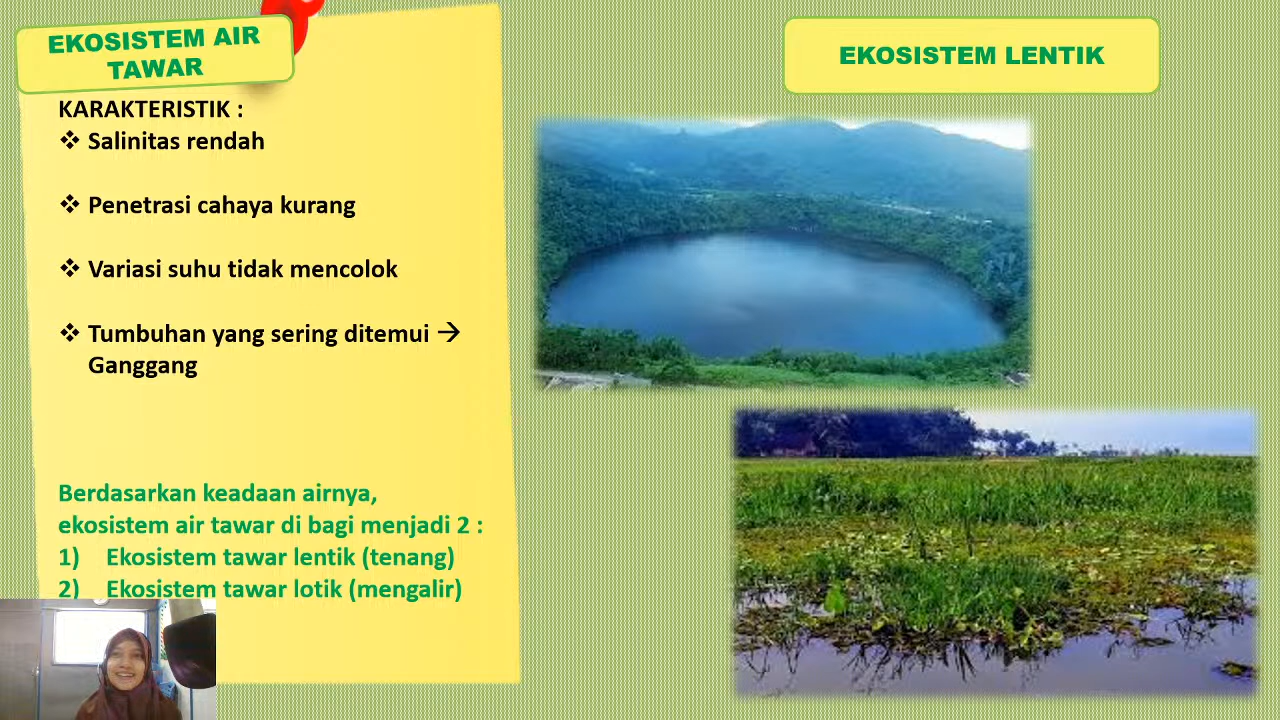 EKOSISTEM AIR
TAWAR
KARAKTERISTIK :
❖ Salinitas rendah
❖ Penetrasi cahaya kurang
❖ Variasi suhu tidak mencolok
❖ Tumbuhan yang sering ditemui →
Ganggang
Berdasarkan keadaan airnya,
ekosistem air tawar di bagi menjadi 2 :
1) Ekosistem tawar lentik (tenang)
2) Ekosistem tawar lotik (mengalir)
EKOSISTEM LENTIK